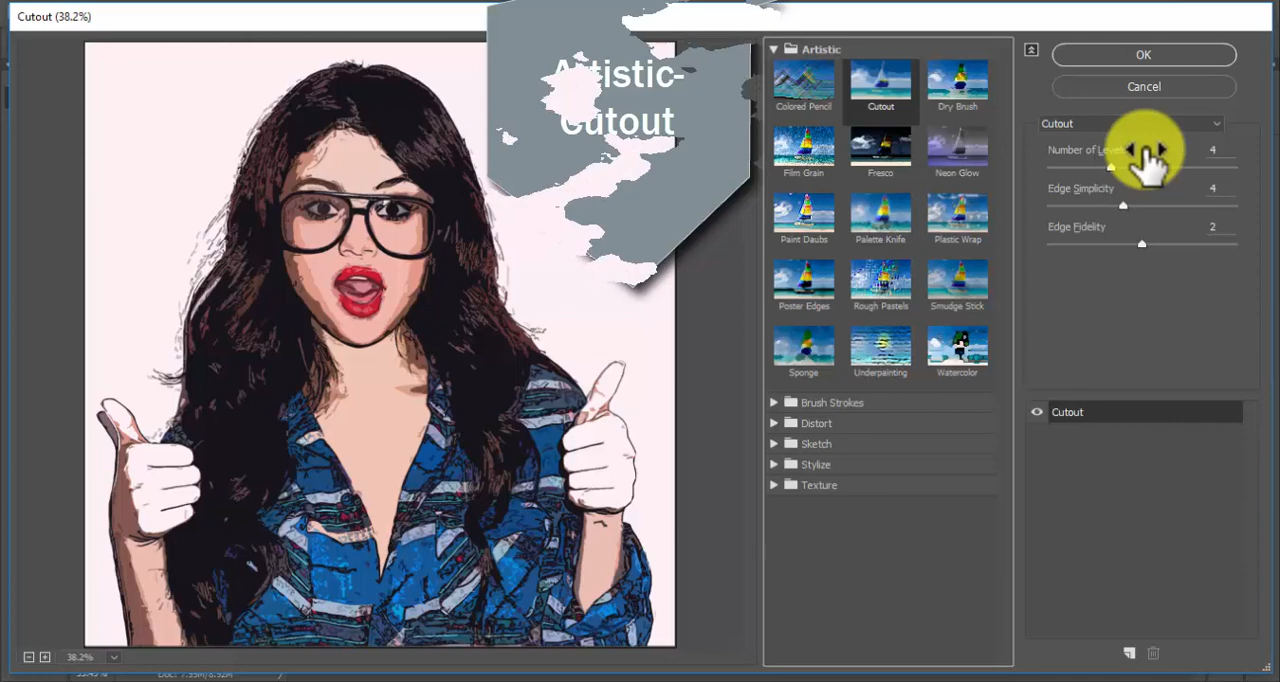 Cutout (38.2%)
Artistic-
Cutout
Artistic
Colored Pencil
Cutout
Dry Brush
Film Grain
Fresco
Neon Glow
Paint Daubs
Palette Knife
Plastic Wrap
Poster Edges
Rough Pastels
Smudge Stick
Sponge
Underpainting
Watercolor
Brush Strokes
Distort
Sketch
Stylize
Texture
OK
Cancel
Cutout
Number of Levels 4
Edge Simplicity 4
Edge Fidelity 2
Cutout
38.2%